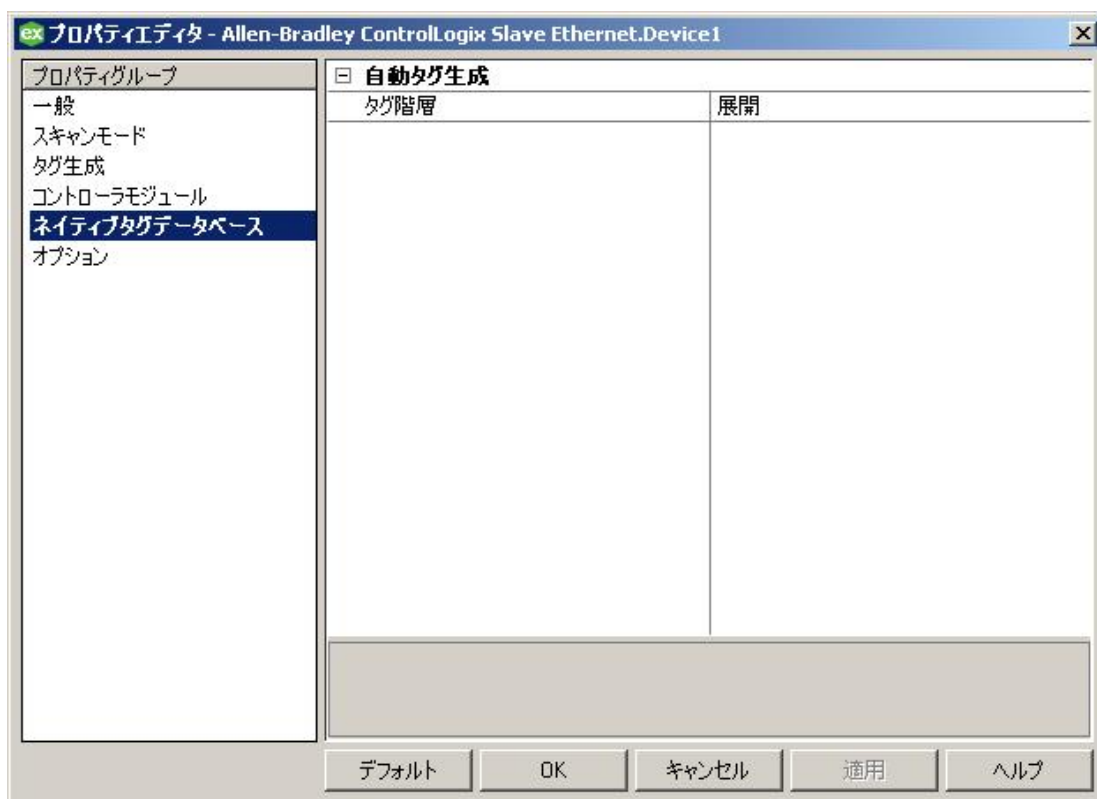 ex プロパティエディタ - Allen-Bradley ControlLogix Slave Ethernet.Device1
プロパティグループ
一般
スキャンモード
タグ生成
コントローラモジュール
ネイティブタグデータベース
オプション
自動タグ生成
タグ階層 展開
デフォルト OK キャンセル 適用 ヘルプ